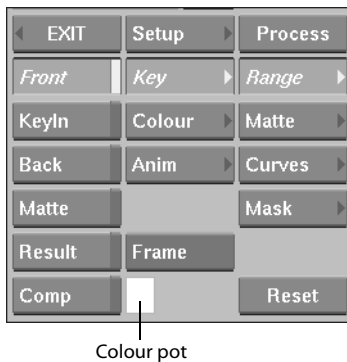 EXIT Setup Process
Front Key Range
KeyIn Colour Matte
Back Anim Curves
Matte Mask
Result Frame
Comp Reset
Colour pot